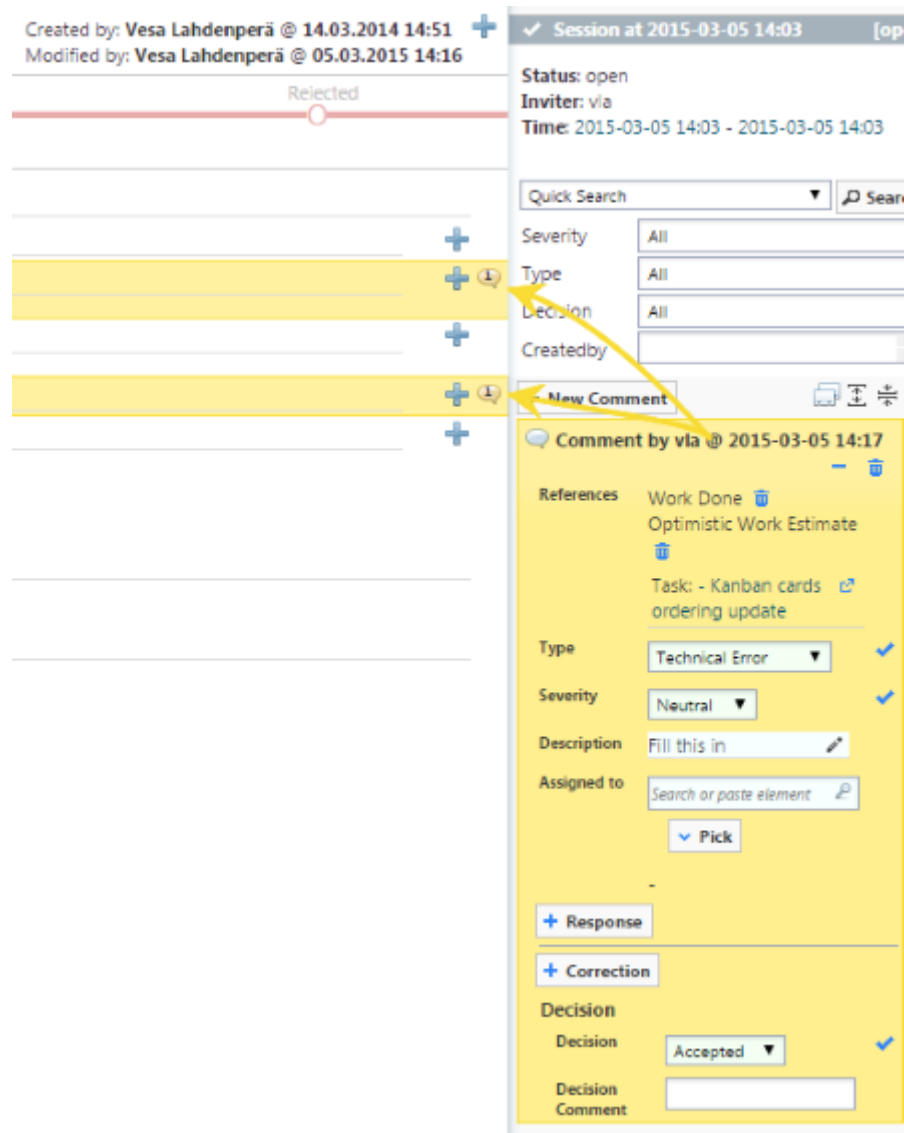 Created by: Vesa Lahdenperä @ 14.03.2014 14:51
Modified by: Vesa Lahdenperä @ 05.03.2015 14:16
Rejected
Session at 2015-03-05 14:03 [op
Status: open
Inviter: vla
Time: 2015-03-05 14:03 - 2015-03-05 14:03
Quick Search
Sear
Severity All
Type All
Decision All
Createdby
New Comment
Comment by vla @ 2015-03-05 14:17
References Work Done
Optimistic Work Estimate
Task: - Kanban cards
ordering update
Type Technical Error
Severity Neutral
Description Fill this in
Assigned to Search or paste element
Pick
-
+ Response
+ Correction
Decision
Decision Accepted
Decision
Comment